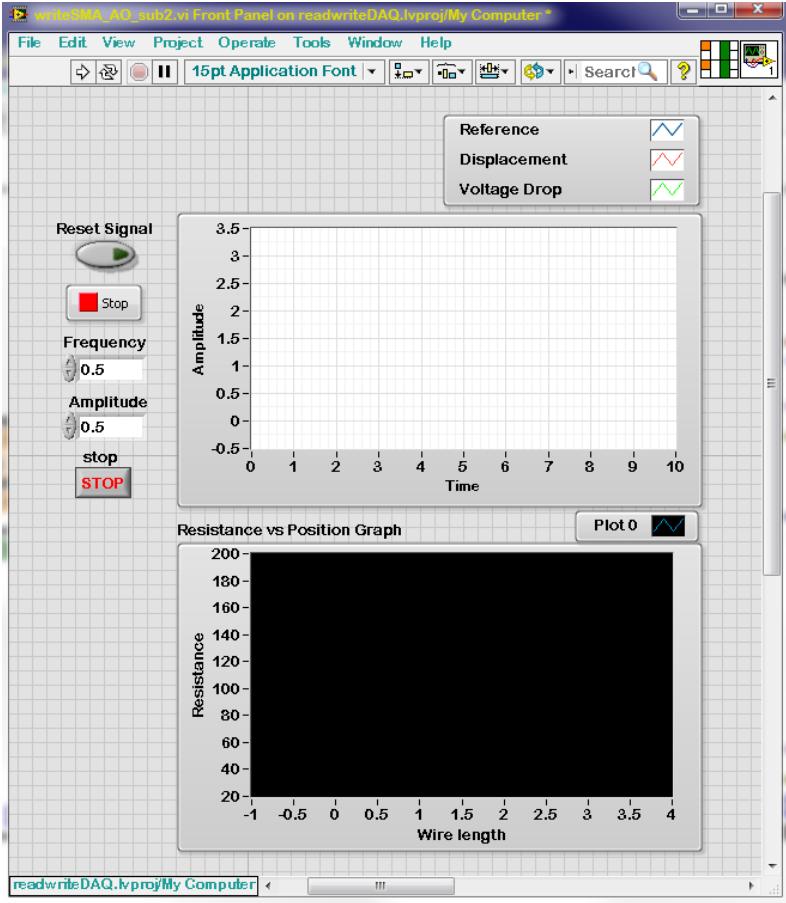 writeSMA_AO_sub2.vi Front Panel on readwriteDAQ.lvproj/My Computer *
File Edit View Project Operate Tools Window Help
15pt Application Font Search ? 1
Reference
Displacement
Voltage Drop
Reset Signal
Stop
Frequency
0.5
Amplitude
0.5
stop
STOP
3.5
3
2.5
2
1.5
1
0.5
0
-0.5
Amplitude
0 1 2 3 4 5 6 7 8 9 10
Time
Resistance vs Position Graph
Plot 0
200
180
160
140
120
100
80
60
40
20
Resistance
-1 -0.5 0 0.5 1 1.5 2 2.5 3 3.5 4
Wire length
readwriteDAQ.lvproj/My Computer